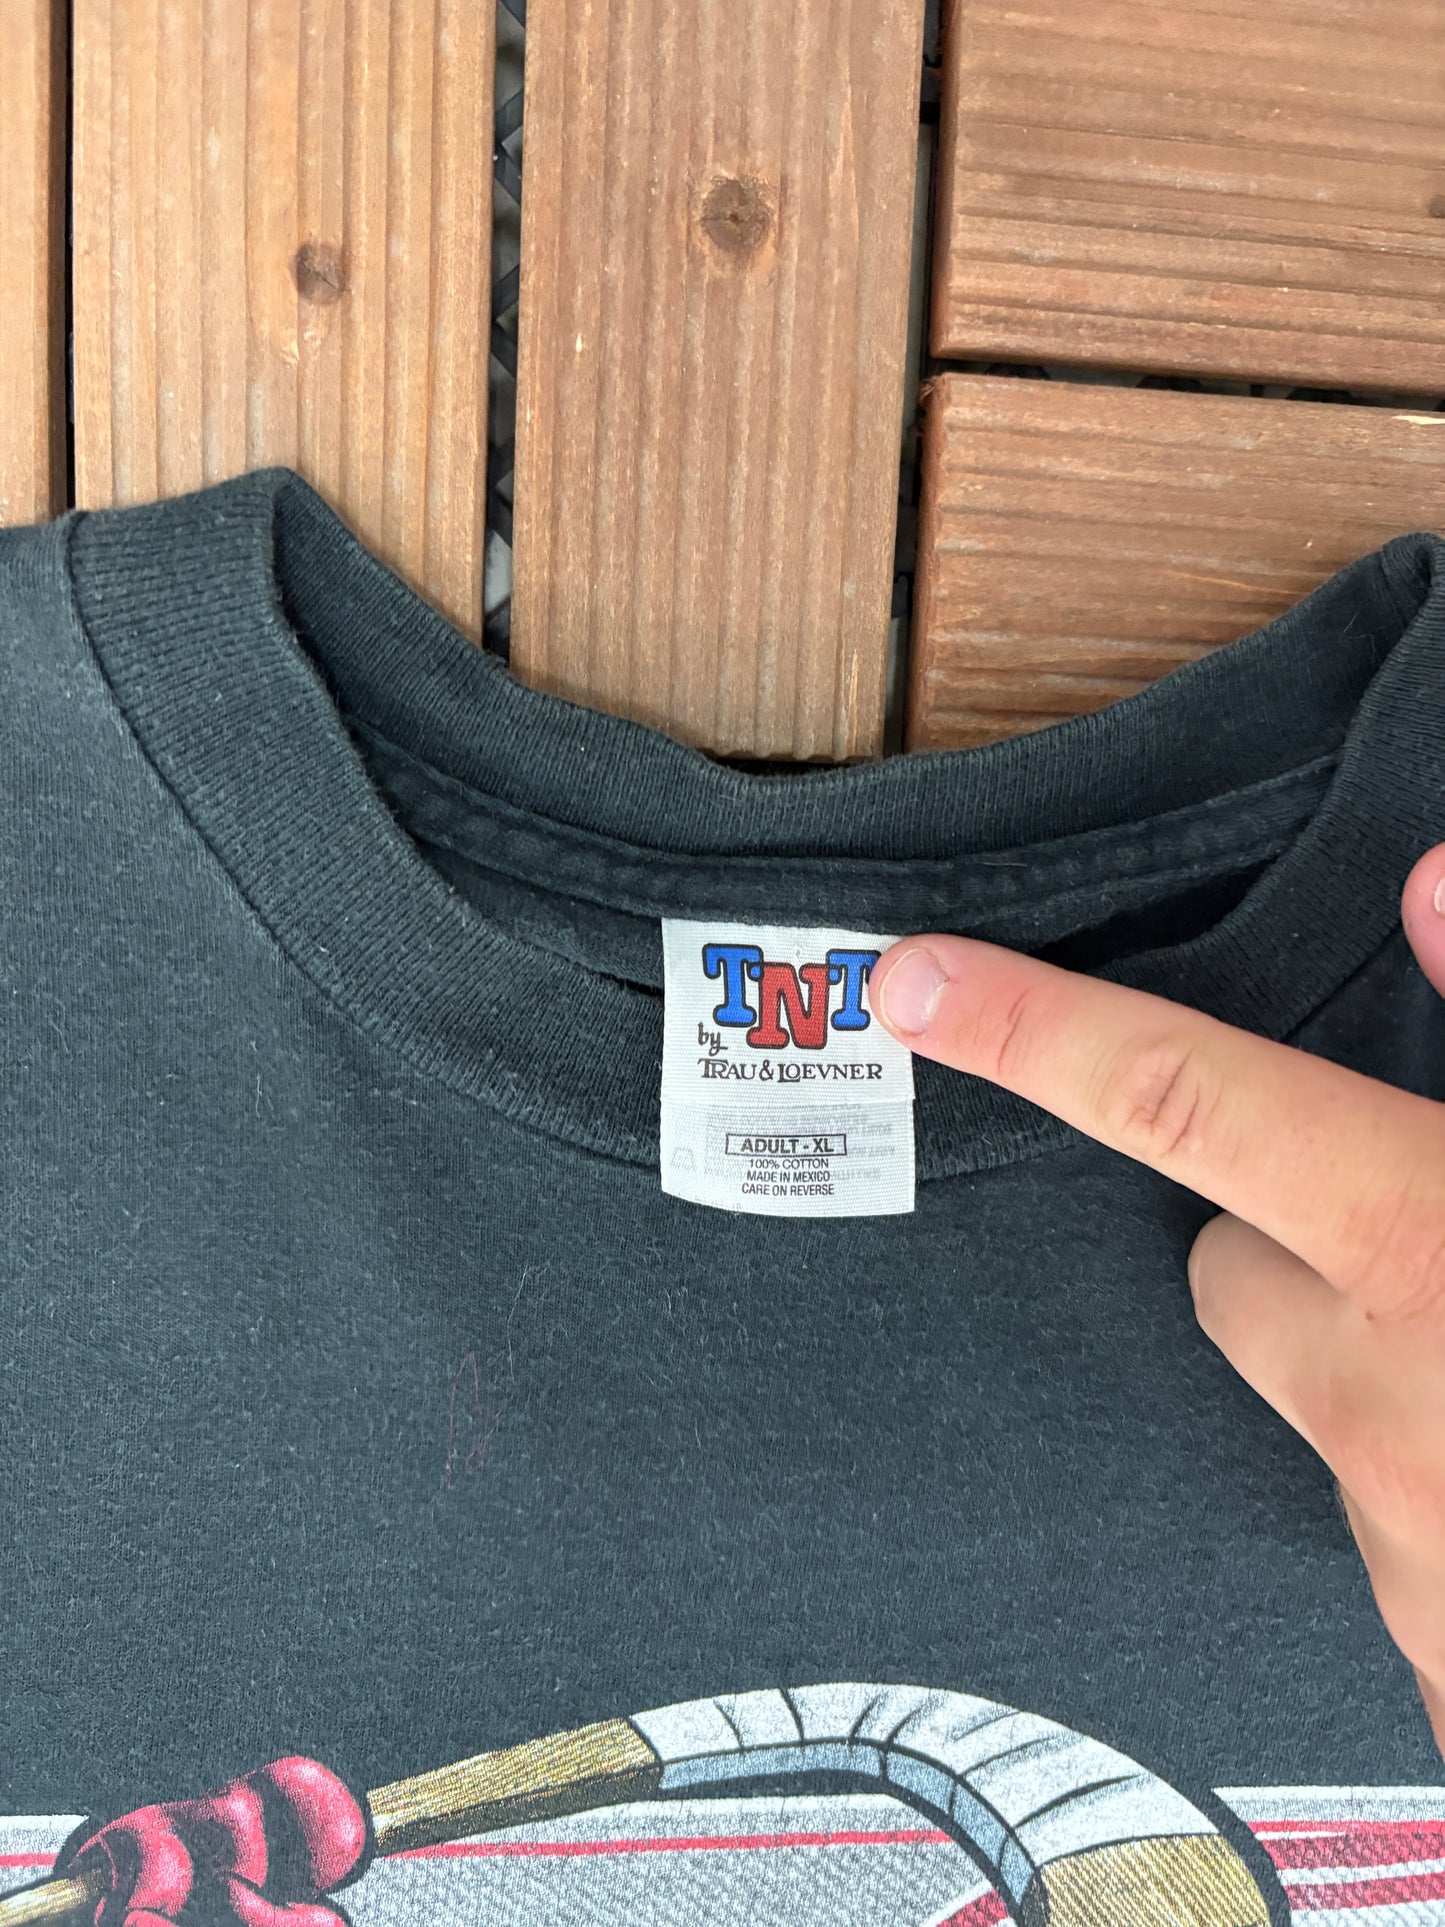 TNT
by
TRAU & LOEVNER
ADULT - XL
100% COTTON
MADE IN MEXICO
CARE ON REVERSE